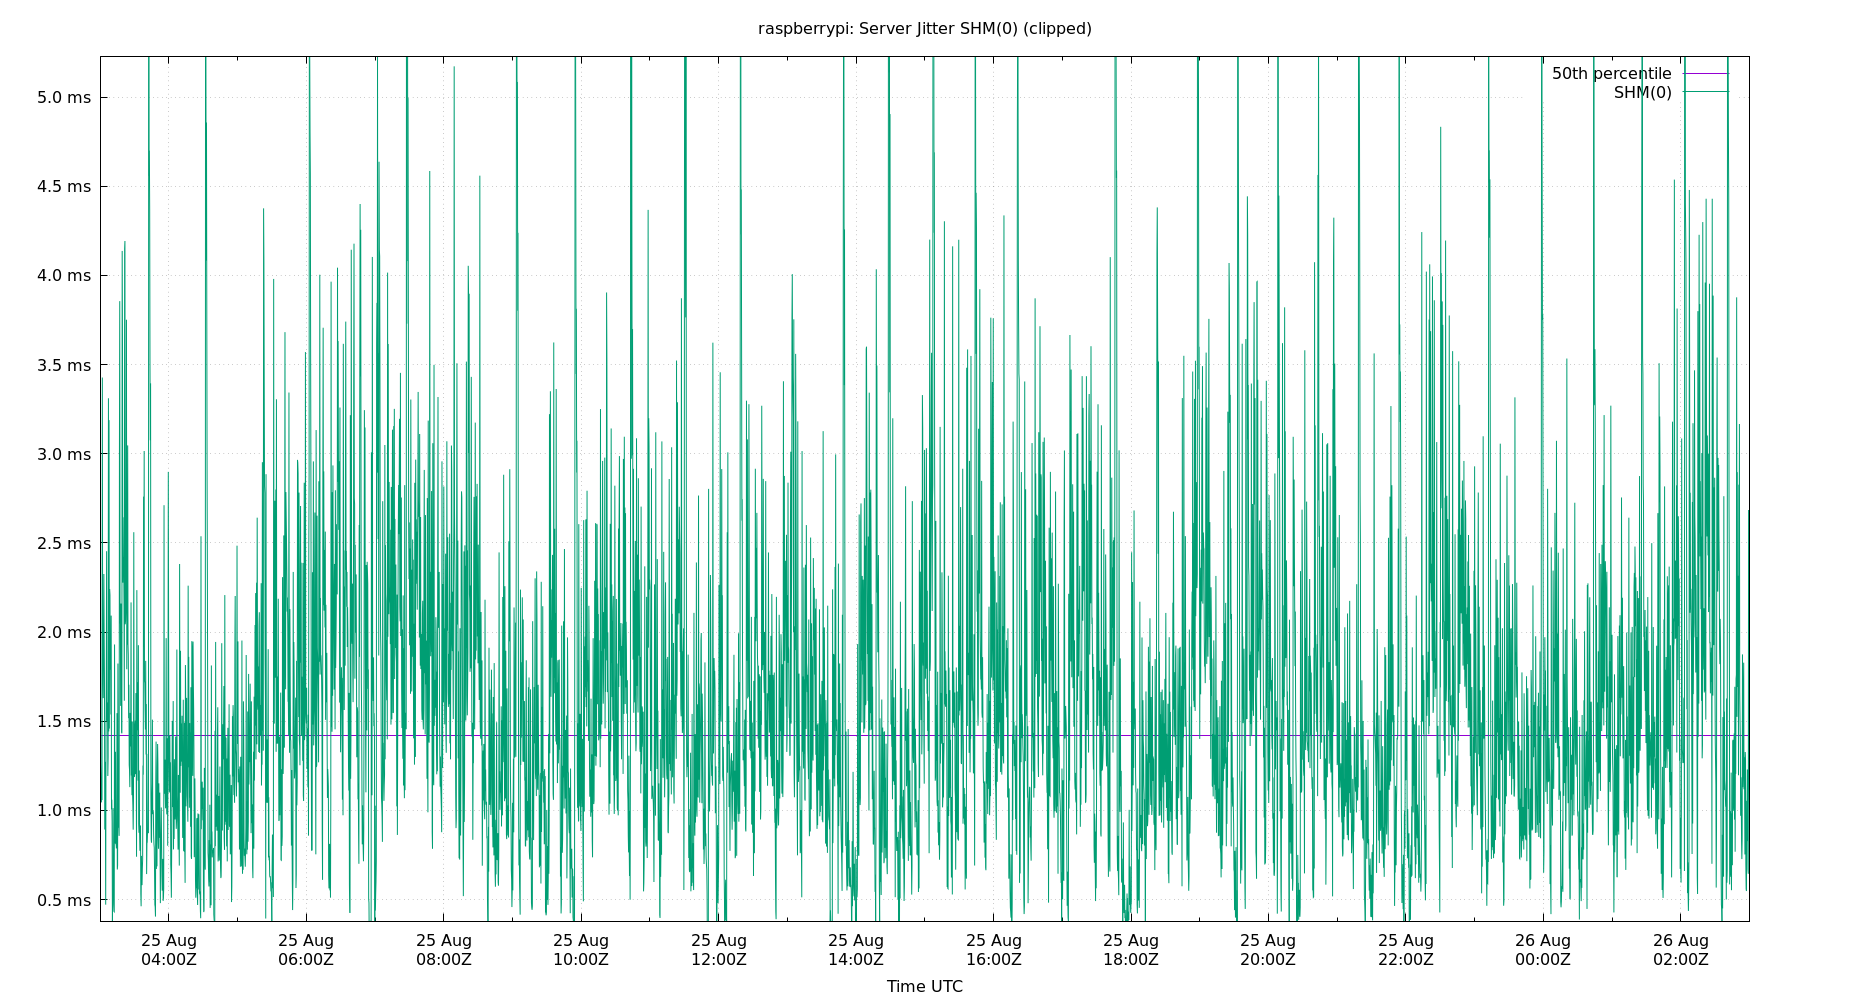 raspberrypi: Server Jitter SHM(0) (clipped)
50th percentile
SHM(0)
5.0 ms
4.5 ms
4.0 ms
3.5 ms
3.0 ms
2.5 ms
2.0 ms
1.5 ms
1.0 ms
0.5 ms
25 Aug 25 Aug 25 Aug 25 Aug 25 Aug 25 Aug 25 Aug 25 Aug 25 Aug 25 Aug 26 Aug 26 Aug
04:00Z 06:00Z 08:00Z 10:00Z 12:00Z 14:00Z 16:00Z 18:00Z 20:00Z 22:00Z 00:00Z 02:00Z
Time UTC